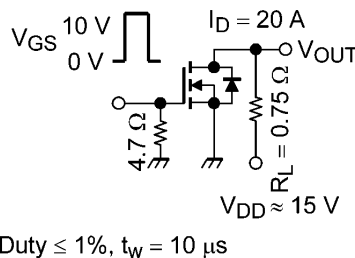 I_D = 20 A
V_GS
10 V
0 V
V_OUT
4.7 Ω
R_L = 0.75 Ω
V_DD ≈ 15 V
Duty ≤ 1%, t_w = 10 μs